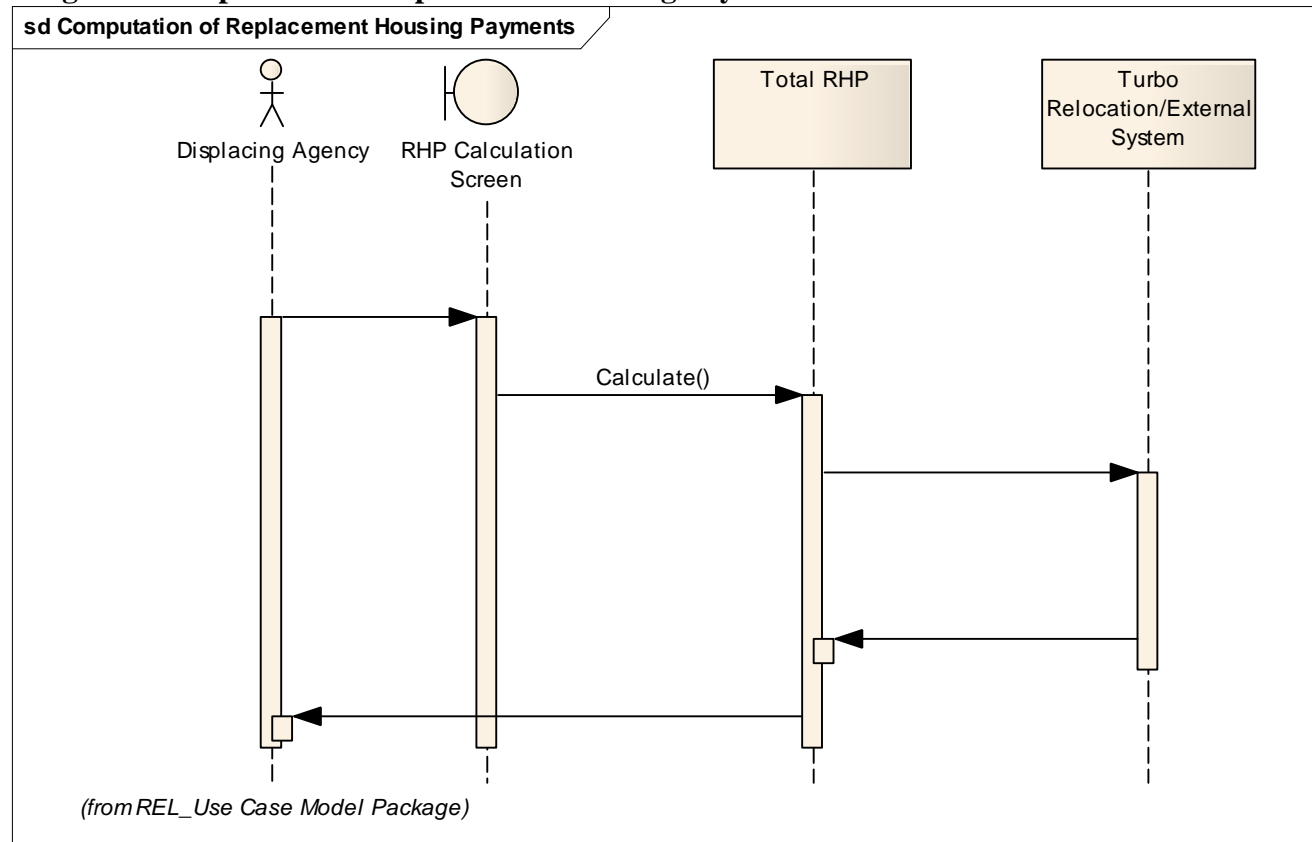 sd Computation of Replacement Housing Payments
Displacing Agency
RHP Calculation
Screen
Total RHP
Turbo
Relocation/External
System
Calculate()
(from REL_Use Case Model Package)